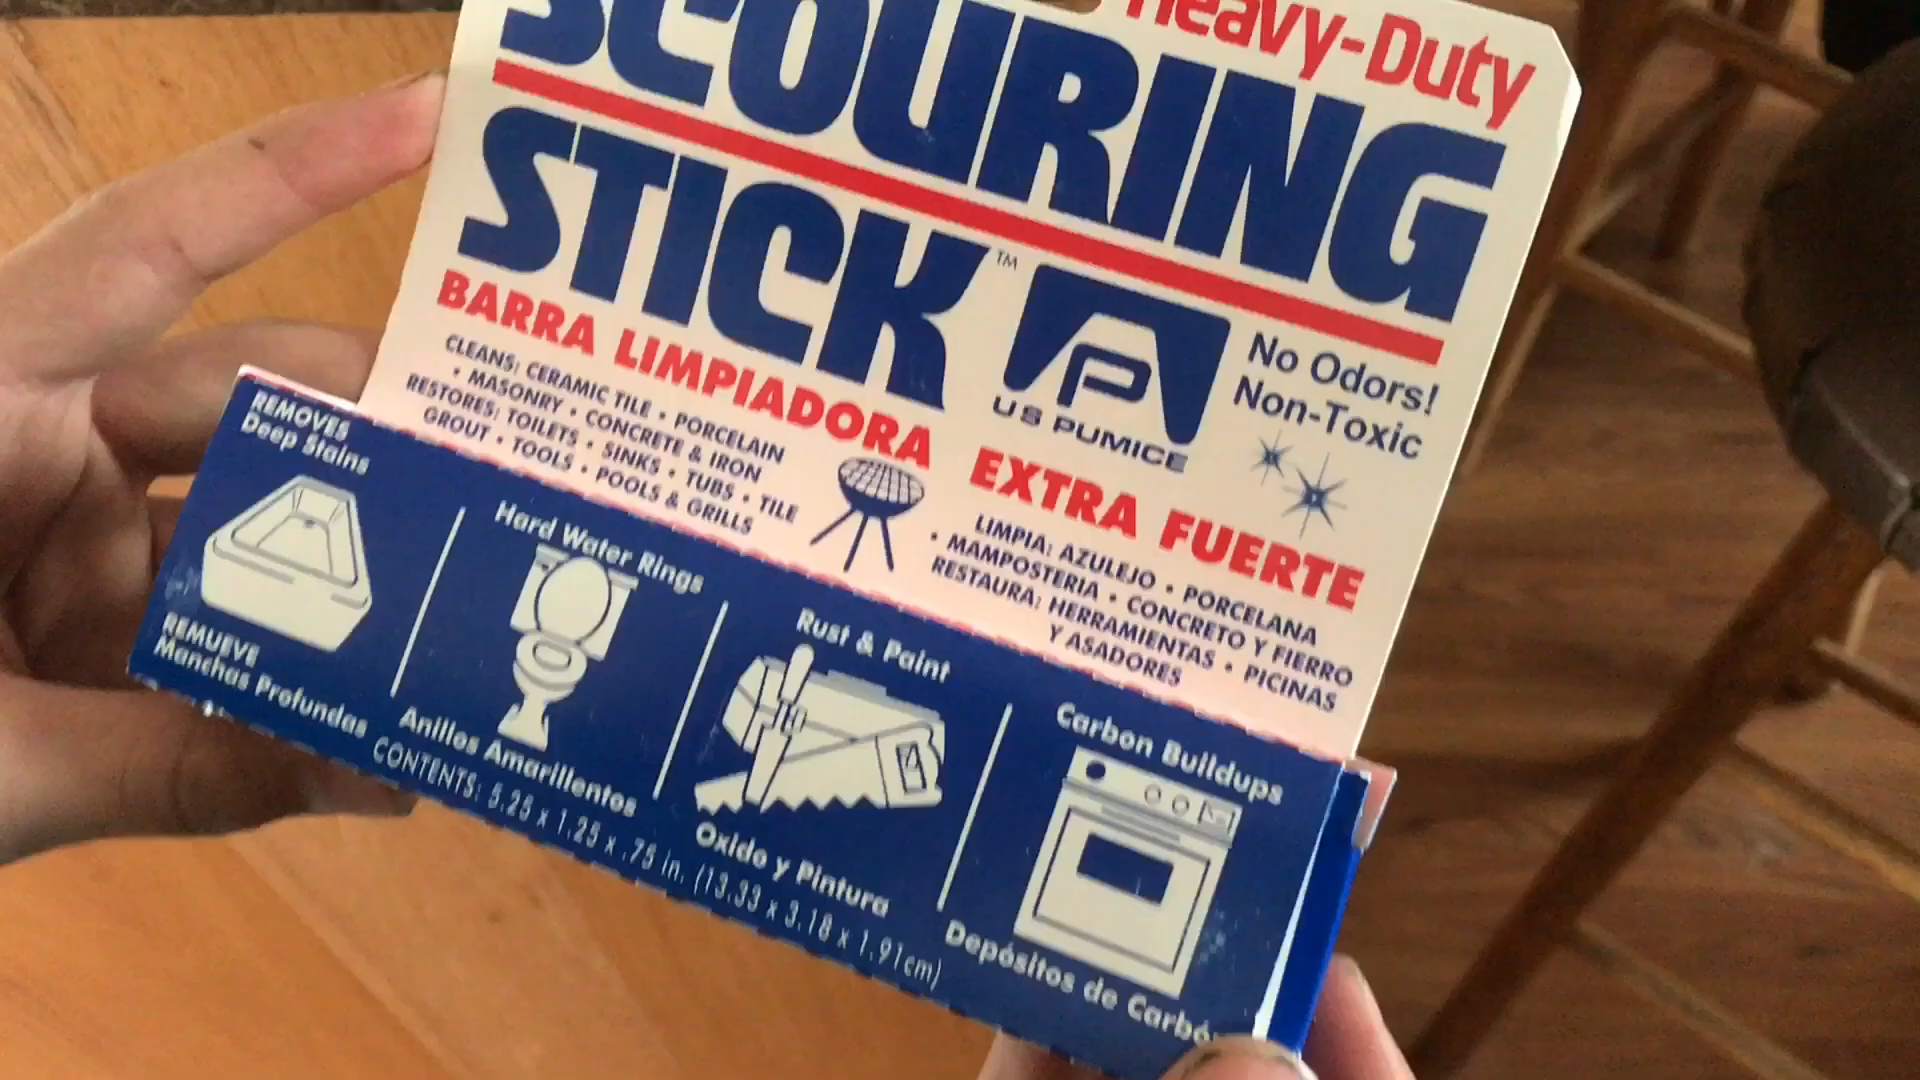 Heavy-Duty
SCOURING
STICK™
US PUMICE
No Odors!
Non-Toxic
BARRA LIMPIADORA EXTRA FUERTE
CLEANS: CERAMIC TILE • PORCELAIN
• MASONRY • CONCRETE & IRON
RESTORES: TOILETS • SINKS • TUBS • TILE
GROUT • TOOLS • POOLS & GRILLS
LIMPIA: AZULEJO • PORCELANA
• MAMPOSTERIA • CONCRETO Y FIERRO
RESTAURA: HERRAMIENTAS • PICINAS
Y ASADORES
REMOVES
Deep Stains
REMUEVE
Manchas Profundas
Hard Water Rings
Anillos Amarillentos
Rust & Paint
Oxido y Pintura
Carbon Buildups
Depósitos de
CONTENTS: 5.25 x 1.25 x .75 in. (13.33 x 3.18 x 1.91cm)